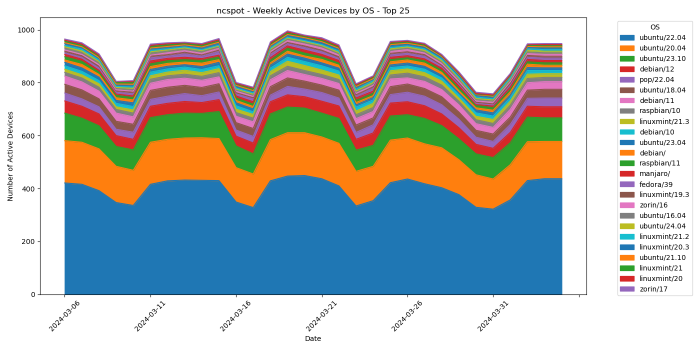 ncspot - Weekly Active Devices by OS - Top 25
Number of Active Devices
1000
800
600
400
200
0
2024-03-06
2024-03-11
2024-03-16
2024-03-21
2024-03-26
2024-03-31
Date
OS
ubuntu/22.04
ubuntu/20.04
ubuntu/23.10
debian/12
pop/22.04
ubuntu/18.04
debian/11
raspbian/10
linuxmint/21.3
debian/10
ubuntu/23.04
debian/
raspbian/11
manjaro/
fedora/39
linuxmint/19.3
zorin/16
ubuntu/16.04
ubuntu/24.04
linuxmint/21.2
linuxmint/20.3
ubuntu/21.10
linuxmint/21
linuxmint/20
zorin/17